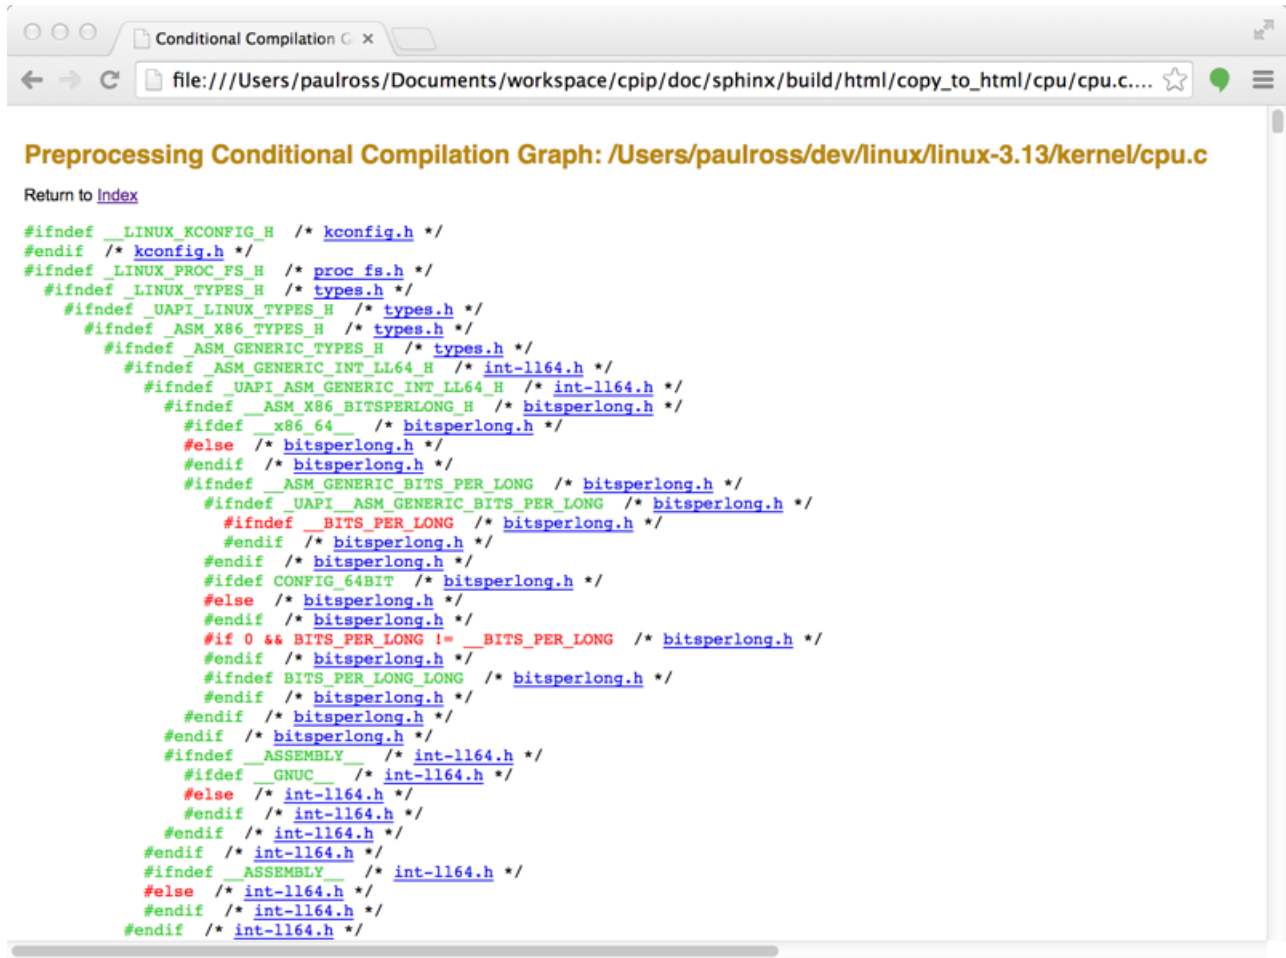 Conditional Compilation G
file:///Users/paulross/Documents/workspace/cpip/doc/sphinx/build/html/copy_to_html/cpu/cpu.c....
Preprocessing Conditional Compilation Graph: /Users/paulross/dev/linux/linux-3.13/kernel/cpu.c
Return to Index
#ifndef __LINUX_KCONFIG_H /* kconfig.h */
#endif /* kconfig.h */
#ifndef _LINUX_PROC_FS_H /* proc_fs.h */
#ifndef _LINUX_TYPES_H /* types.h */
#ifndef _UAPI_LINUX_TYPES_H /* types.h */
#ifndef _ASM_X86_TYPES_H /* types.h */
#ifndef _ASM_GENERIC_TYPES_H /* types.h */
#ifndef _ASM_GENERIC_INT_LL64_H /* int-ll64.h */
#ifndef _UAPI_ASM_GENERIC_INT_LL64_H /* int-ll64.h */
#ifndef __ASM_X86_BITSPERLONG_H /* bitsperlong.h */
#ifdef __x86_64__ /* bitsperlong.h */
#else /* bitsperlong.h */
#endif /* bitsperlong.h */
#ifndef __ASM_GENERIC_BITS_PER_LONG /* bitsperlong.h */
#ifndef _UAPI__ASM_GENERIC_BITS_PER_LONG /* bitsperlong.h */
#ifndef __BITS_PER_LONG /* bitsperlong.h */
#endif /* bitsperlong.h */
#endif /* bitsperlong.h */
#ifdef CONFIG_64BIT /* bitsperlong.h */
#else /* bitsperlong.h */
#endif /* bitsperlong.h */
#if 0 && BITS_PER_LONG != __BITS_PER_LONG /* bitsperlong.h */
#endif /* bitsperlong.h */
#ifndef BITS_PER_LONG_LONG /* bitsperlong.h */
#endif /* bitsperlong.h */
#endif /* bitsperlong.h */
#endif /* bitsperlong.h */
#ifndef __ASSEMBLY__ /* int-ll64.h */
#ifdef __GNUC__ /* int-ll64.h */
#else /* int-ll64.h */
#endif /* int-ll64.h */
#endif /* int-ll64.h */
#endif /* int-ll64.h */
#ifndef __ASSEMBLY__ /* int-ll64.h */
#else /* int-ll64.h */
#endif /* int-ll64.h */
#endif /* int-ll64.h */